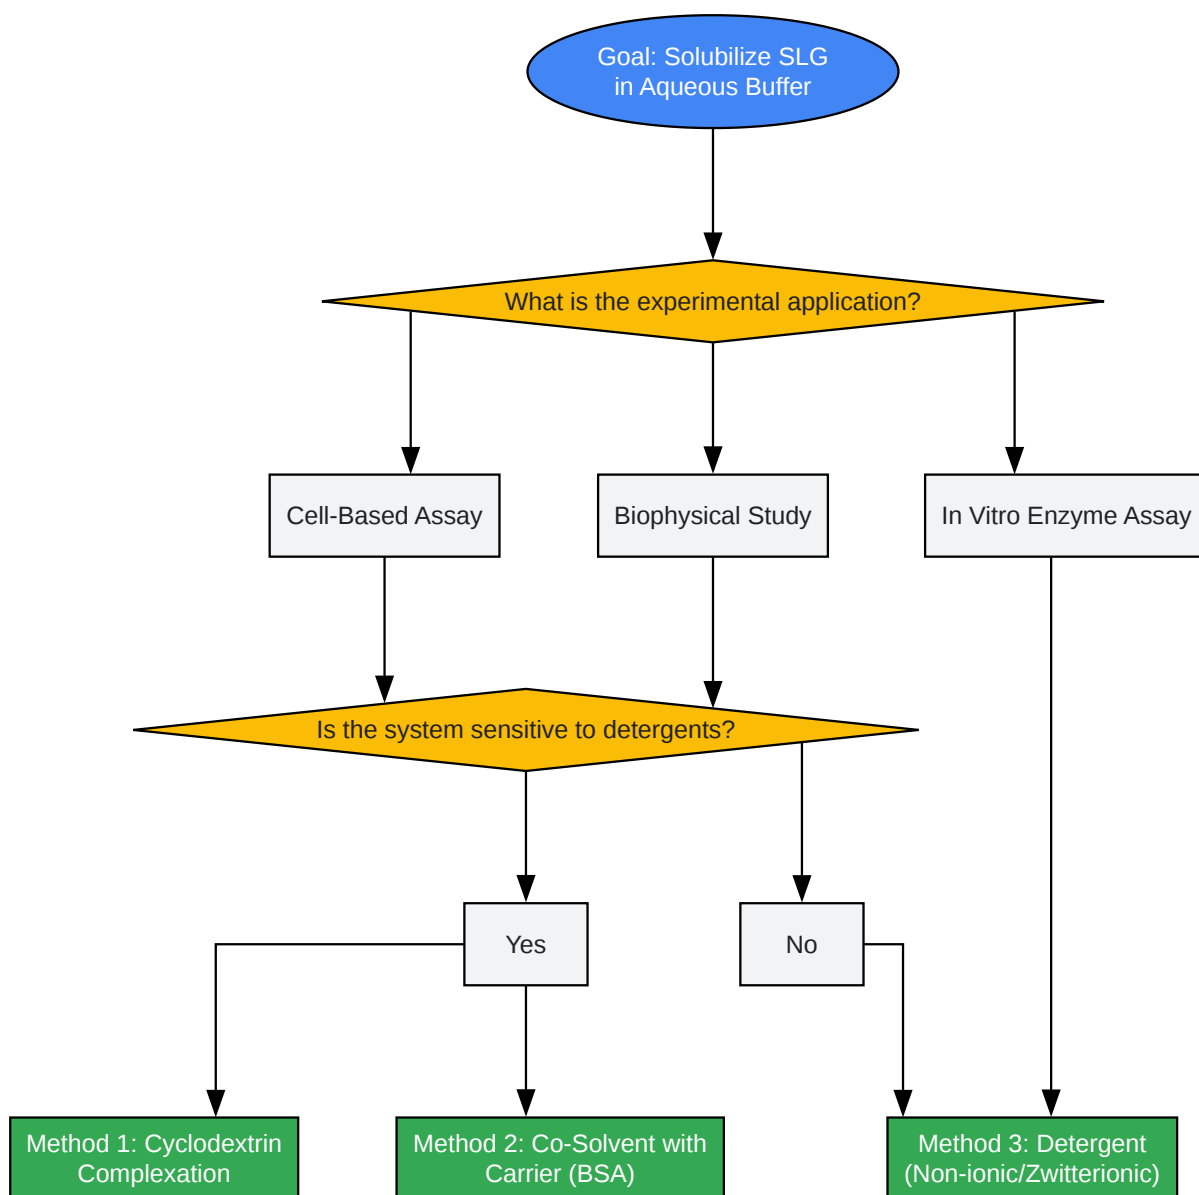 Goal: Solubilize SLG
in Aqueous Buffer
What is the experimental application?
Cell-Based Assay
Biophysical Study
In Vitro Enzyme Assay
Is the system sensitive to detergents?
Yes
No
Method 1: Cyclodextrin
Complexation
Method 2: Co-Solvent with
Carrier (BSA)
Method 3: Detergent
(Non-ionic/Zwitterionic)